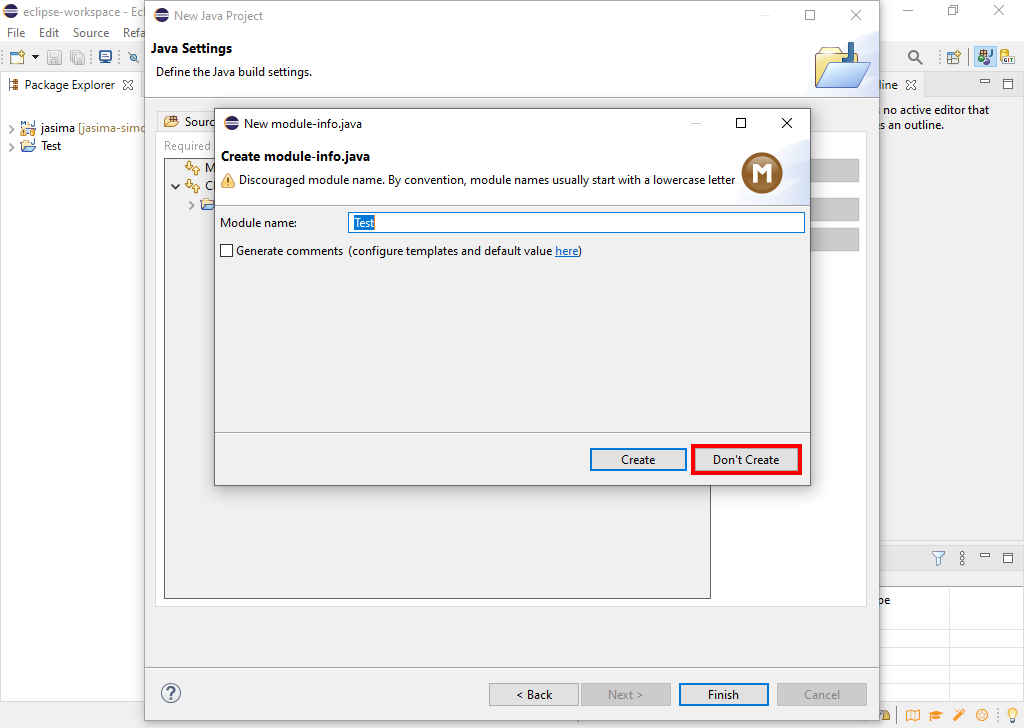 eclipse-workspace - Ecl
New Java Project
File Edit Source Refa
Java Settings
Define the Java build settings.
Package Explorer
jasima [jasima-simo
Test
line
no active editor that
s an outline.
Sourc
Required
M
C
New module-info.java
Create module-info.java
Discouraged module name. By convention, module names usually start with a lowercase letter
M
Module name: Test
Generate comments (configure templates and default value here)
Create Don't Create
pe
? < Back Next > Finish Cancel